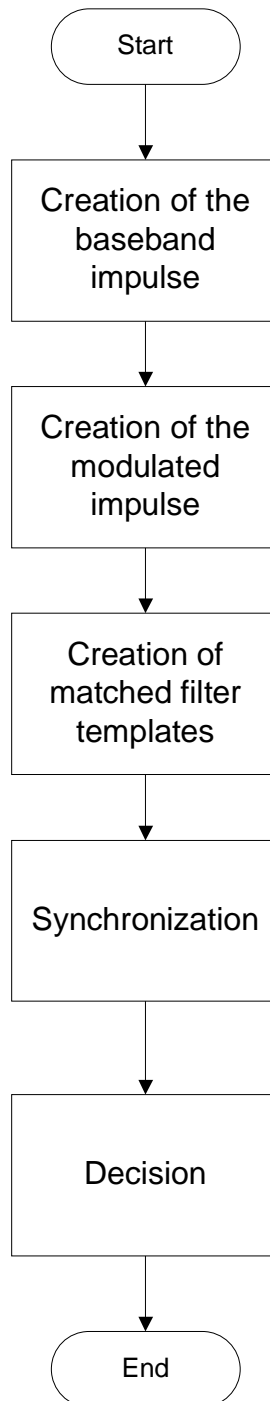 Start
Creation of the
baseband
impulse
Creation of the
modulated
impulse
Creation of
matched filter
templates
Synchronization
Decision
End